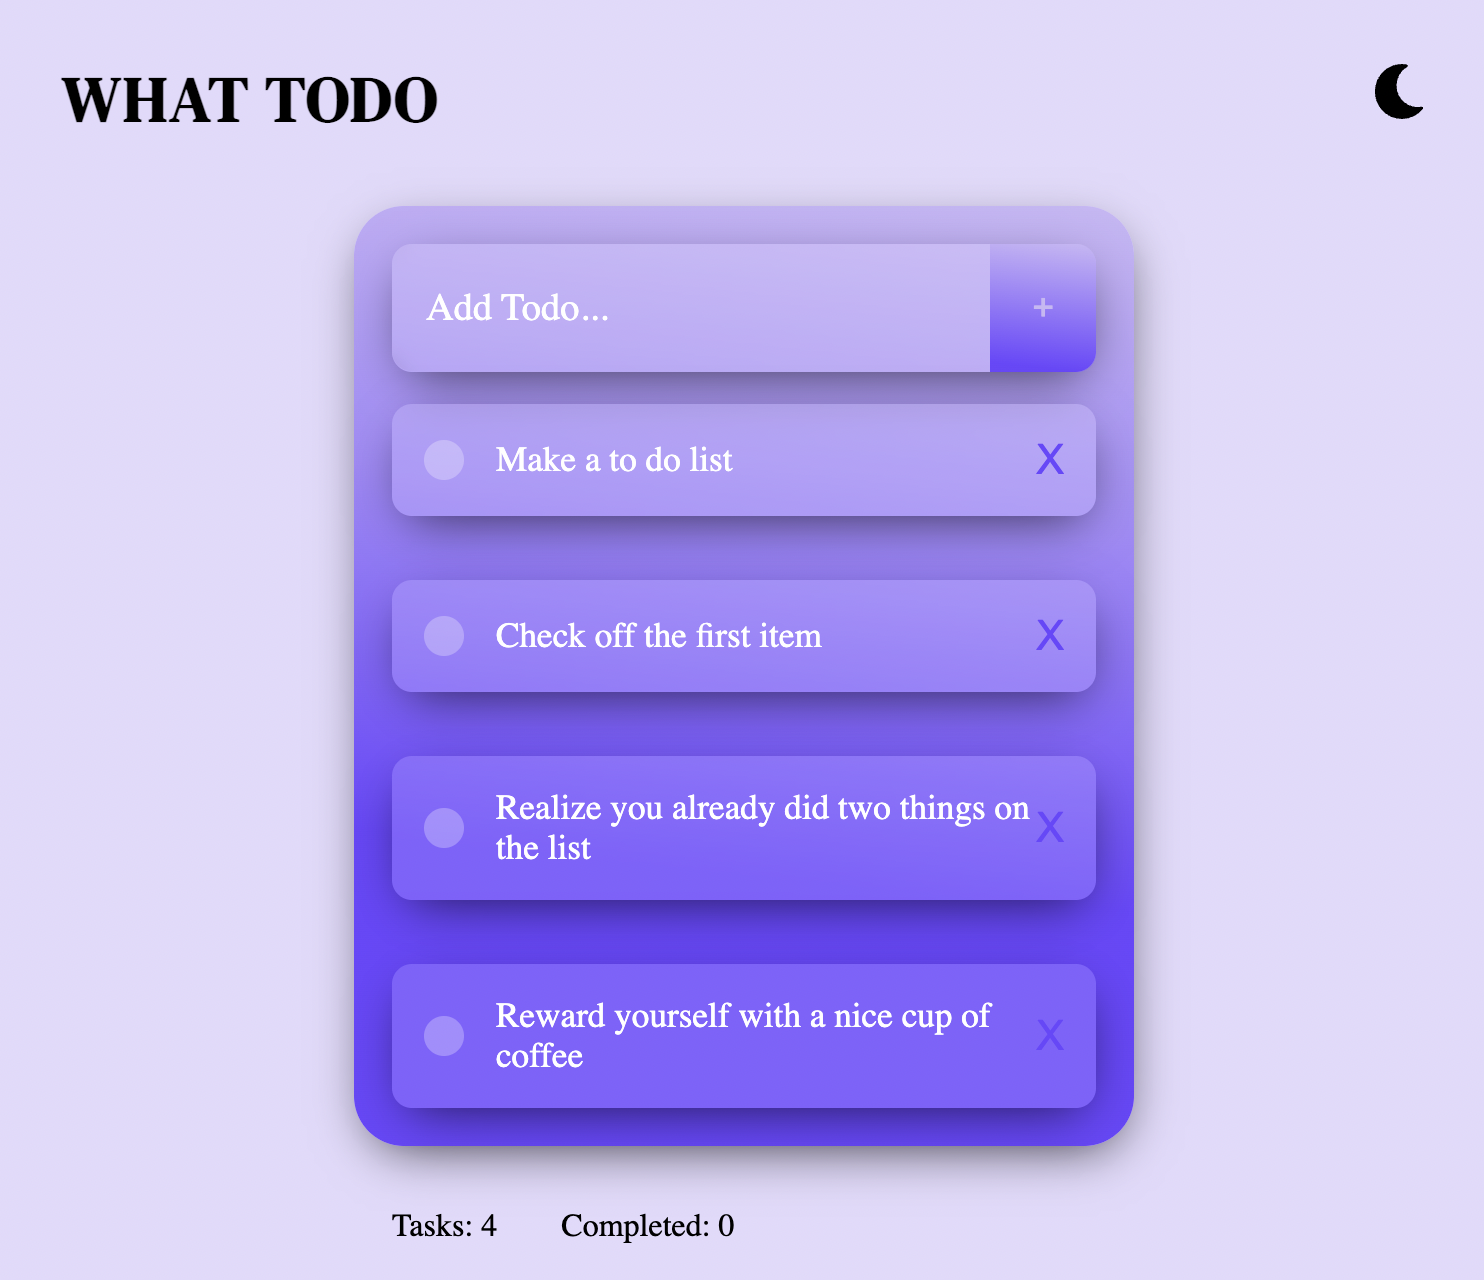 WHAT TODO
Add Todo...
+
Make a to do list
X
Check off the first item
X
Realize you already did two things on
the list
X
Reward yourself with a nice cup of
coffee
X
Tasks: 4
Completed: 0